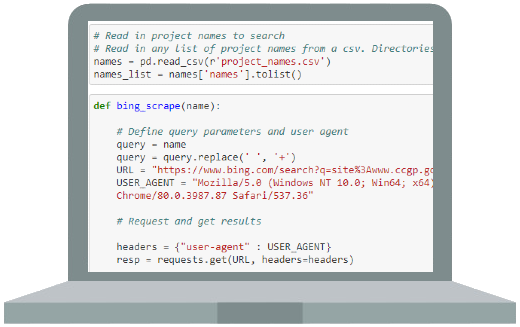 # Read in project names to search
# Read in any list of project names from a csv. Directories
names = pd.read_csv(r'project_names.csv')
names_list = names['names'].tolist()
def bing_scrape(name):
# Define query parameters and user agent
query = name
query = query.replace(' ', '+')
URL = "https://www.bing.com/search?q=site%3Awww.ccgp.go
USER_AGENT = "Mozilla/5.0 (Windows NT 10.0; Win64; x64)
Chrome/80.0.3987.87 Safari/537.36"
# Request and get results
headers = {"user-agent" : USER_AGENT}
resp = requests.get(URL, headers=headers)